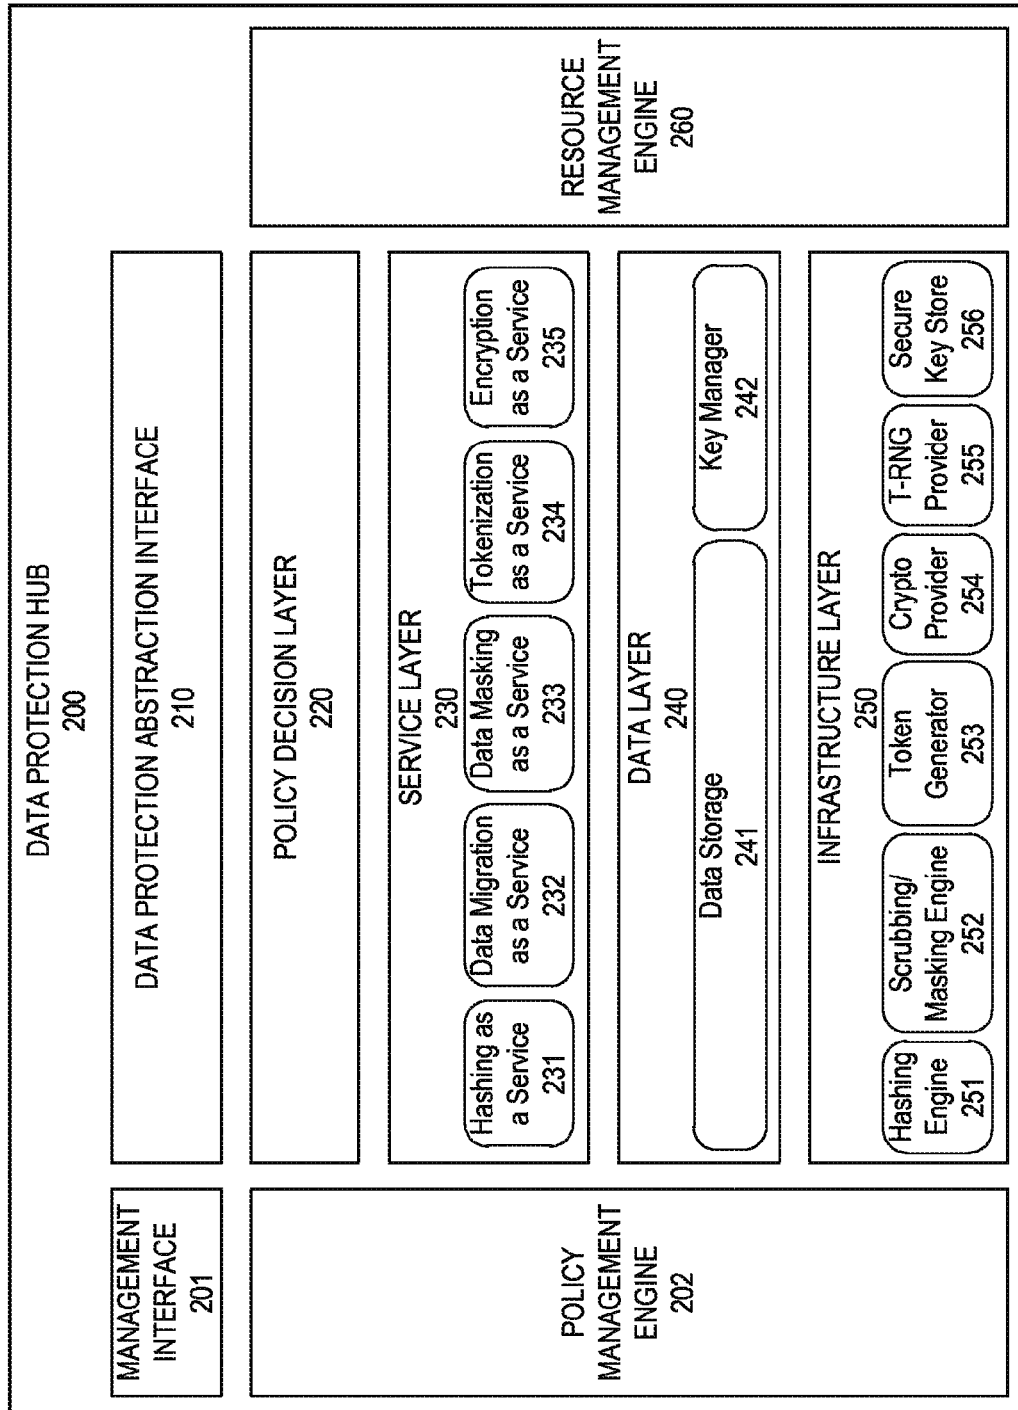 DATA PROTECTION HUB
200
MANAGEMENT
INTERFACE
201
DATA PROTECTION ABSTRACTION INTERFACE
210
POLICY
MANAGEMENT
ENGINE
202
POLICY DECISION LAYER
220
SERVICE LAYER
230
Hashing as
a Service
231
Data Migration
as a Service
232
Data Masking
as a Service
233
Tokenization
as a Service
234
Encryption
as a Service
235
DATA LAYER
240
Data Storage
241
Key Manager
242
INFRASTRUCTURE LAYER
250
Hashing
Engine
251
Scrubbing/
Masking Engine
252
Token
Generator
253
Crypto
Provider
254
T-RNG
Provider
255
Secure
Key Store
256
RESOURCE
MANAGEMENT
ENGINE
260